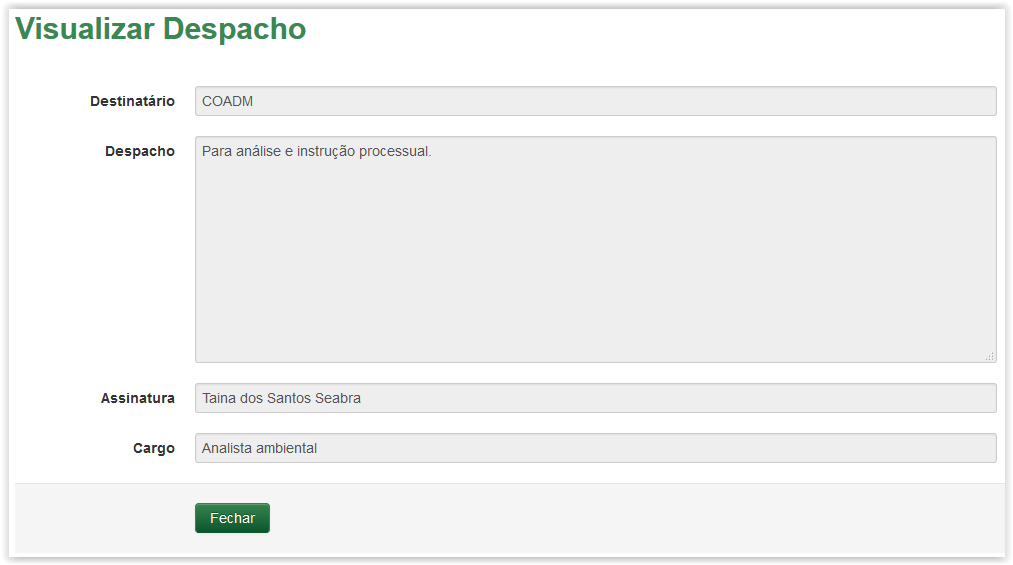 Visualizar Despacho
Destinatário COADM
Despacho Para análise e instrução processual.
Assinatura Taina dos Santos Seabra
Cargo Analista ambiental
Fechar